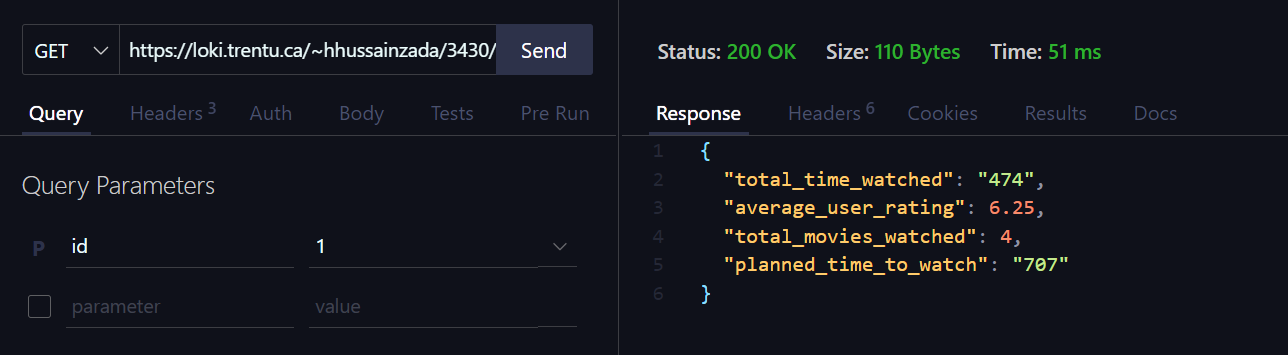 GET https://loki.trentu.ca/~hhussainzada/3430/ Send
Query Headers 3 Auth Body Tests Pre Run
Query Parameters
P id 1
parameter value
Status: 200 OK Size: 110 Bytes Time: 51 ms
Response Headers 6 Cookies Results Docs
1 {
2 "total_time_watched": "474",
3 "average_user_rating": 6.25,
4 "total_movies_watched": 4,
5 "planned_time_to_watch": "707"
6 }